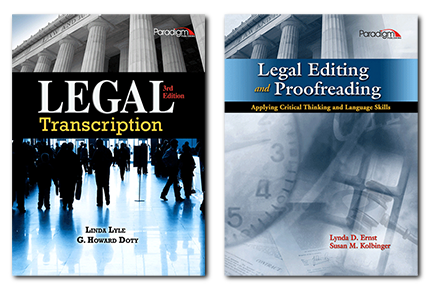 Paradigm
LEGAL
3rd
Edition
Transcription
LINDA LYLE
G. HOWARD DOTY
Paradigm
Legal Editing
and Proofreading
Applying Critical Thinking and Language Skills
Lynda D. Ernst
Susan M. Kolbinger